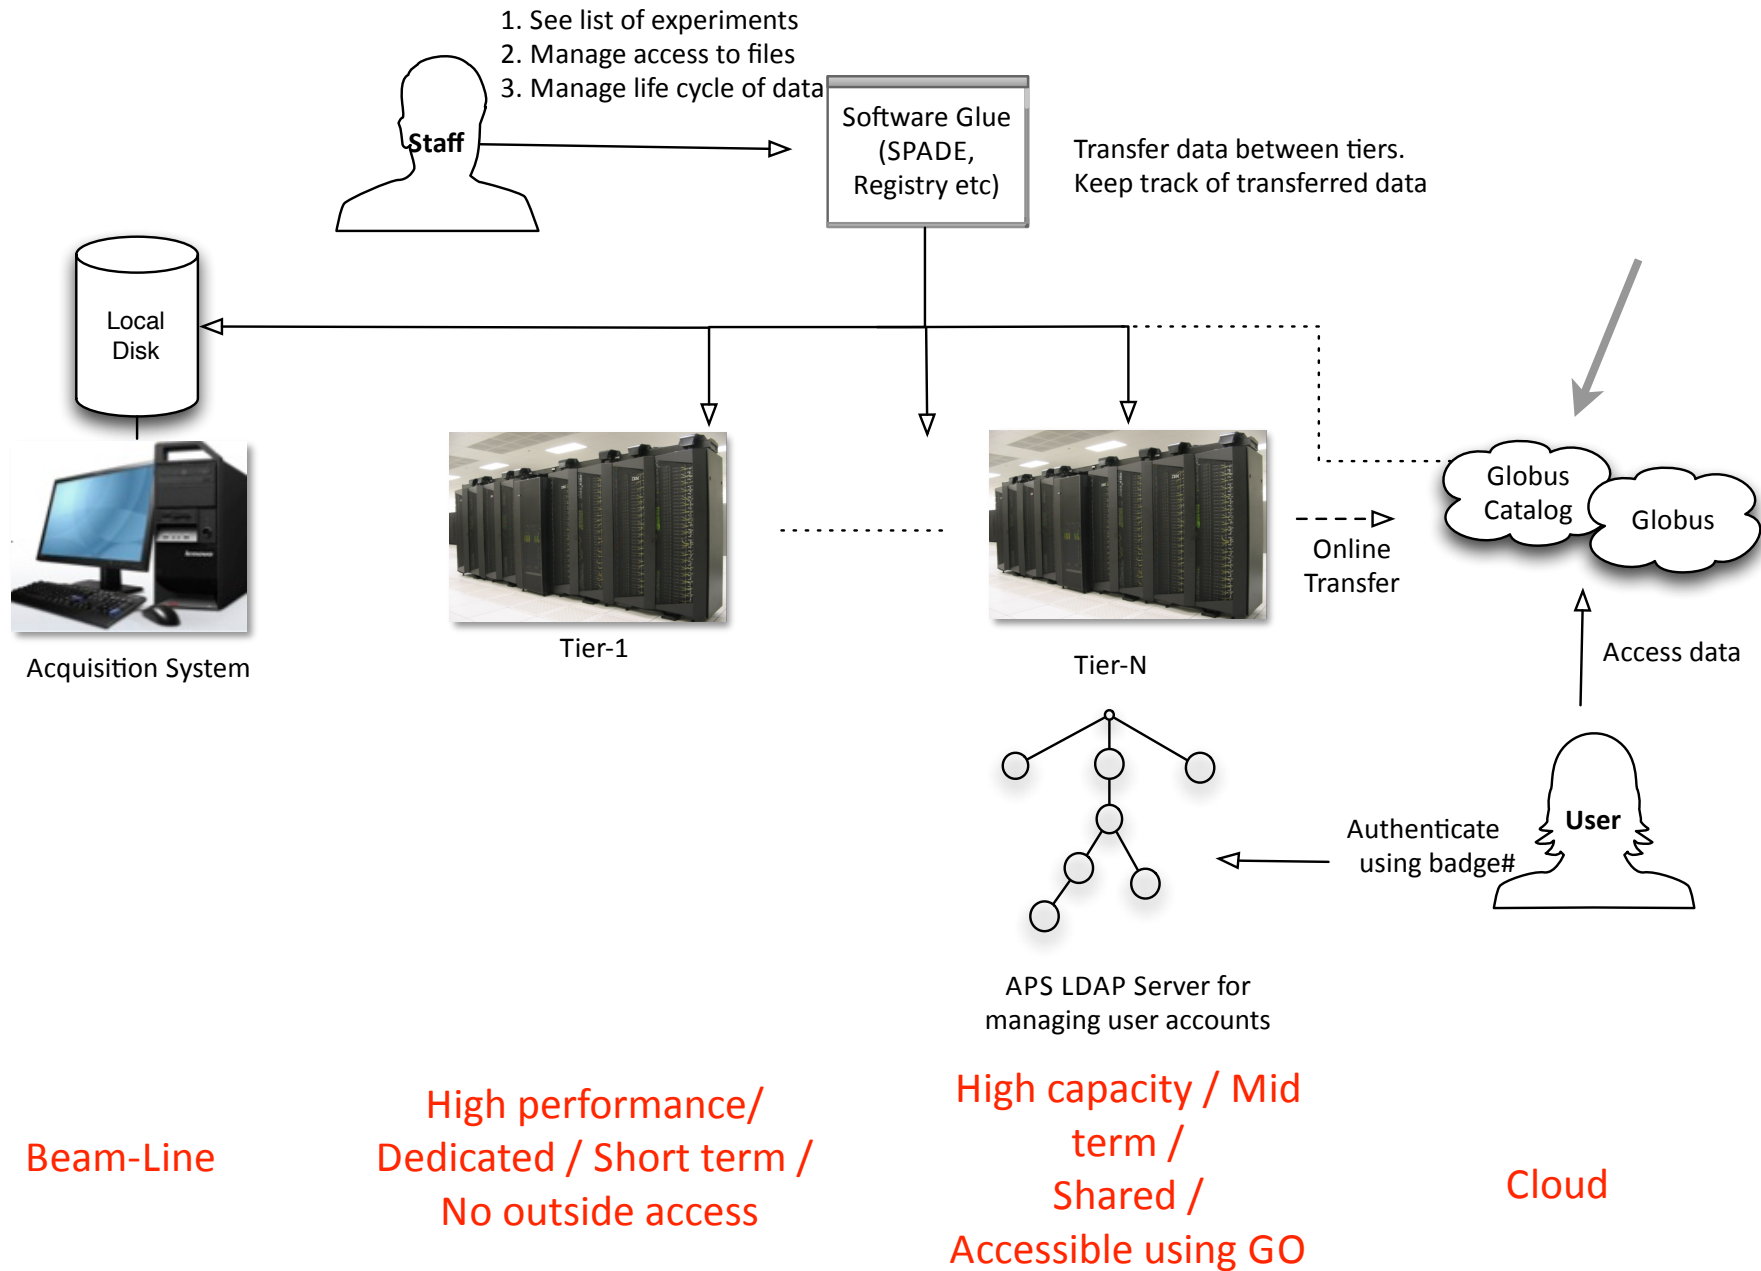 1. See list of experiments
2. Manage access to files
3. Manage life cycle of data
Staff
Software Glue
(SPADE,
Registry etc)
Transfer data between tiers.
Keep track of transferred data
Local
Disk
Globus
Catalog
Globus
Online
Transfer
Acquisition System
Tier-1
Tier-N
Access data
User
Authenticate
using badge#
APS LDAP Server for
managing user accounts
Beam-Line
High performance/
Dedicated / Short term /
No outside access
High capacity / Mid
term /
Shared /
Accessible using GO
Cloud